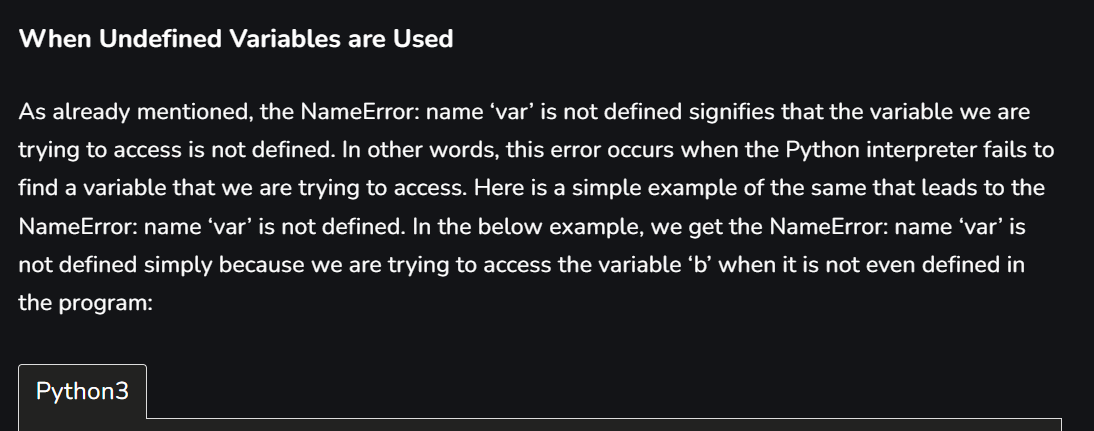 When Undefined Variables are Used
As already mentioned, the NameError: name ‘var’ is not defined signifies that the variable we are
trying to access is not defined. In other words, this error occurs when the Python interpreter fails to
find a variable that we are trying to access. Here is a simple example of the same that leads to the
NameError: name ‘var’ is not defined. In the below example, we get the NameError: name ‘var’ is
not defined simply because we are trying to access the variable ‘b’ when it is not even defined in
the program:
Python3